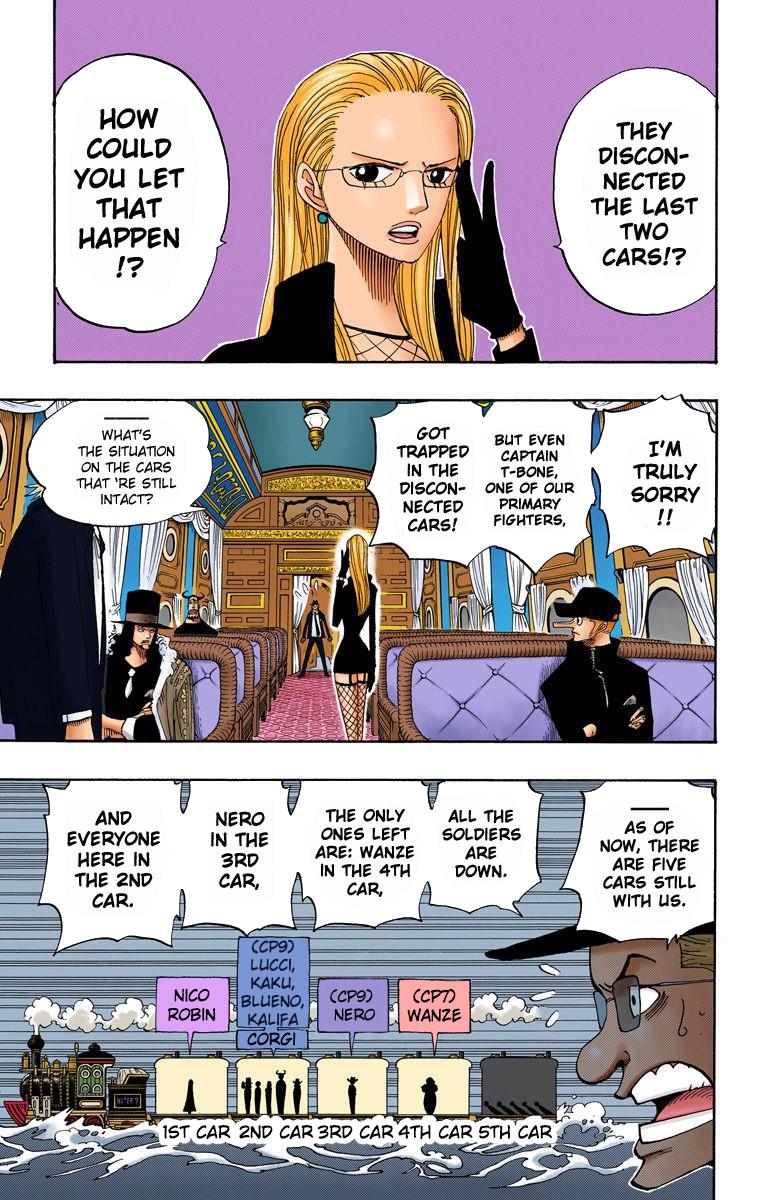 THEY
DISCON-
NECTED
THE LAST
TWO
CARS!?
HOW
COULD
YOU LET
THAT
HAPPEN
!?
I'M
TRULY
SORRY
!!
BUT EVEN
CAPTAIN
T-BONE,
ONE OF OUR
PRIMARY
FIGHTERS,
GOT
TRAPPED
IN THE
DISCON-
NECTED
CARS!
WHAT'S
THE SITUATION
ON THE CARS
THAT 'RE STILL
INTACT?
AS OF
NOW, THERE
ARE FIVE
CARS STILL
WITH US.
ALL THE
SOLDIERS
ARE
DOWN.
THE ONLY
ONES LEFT
ARE: WANZE
IN THE 4TH
CAR,
NERO
IN THE
3RD
CAR,
AND
EVERYONE
HERE IN
THE 2ND
CAR.
NICO
ROBIN
(CP9)
LUCCI,
KAKU,
BLUENO,
KALIFA
CORGI
(CP9)
NERO
(CP7)
WANZE
WATER 7
1ST CAR 2ND CAR 3RD CAR 4TH CAR 5TH CAR